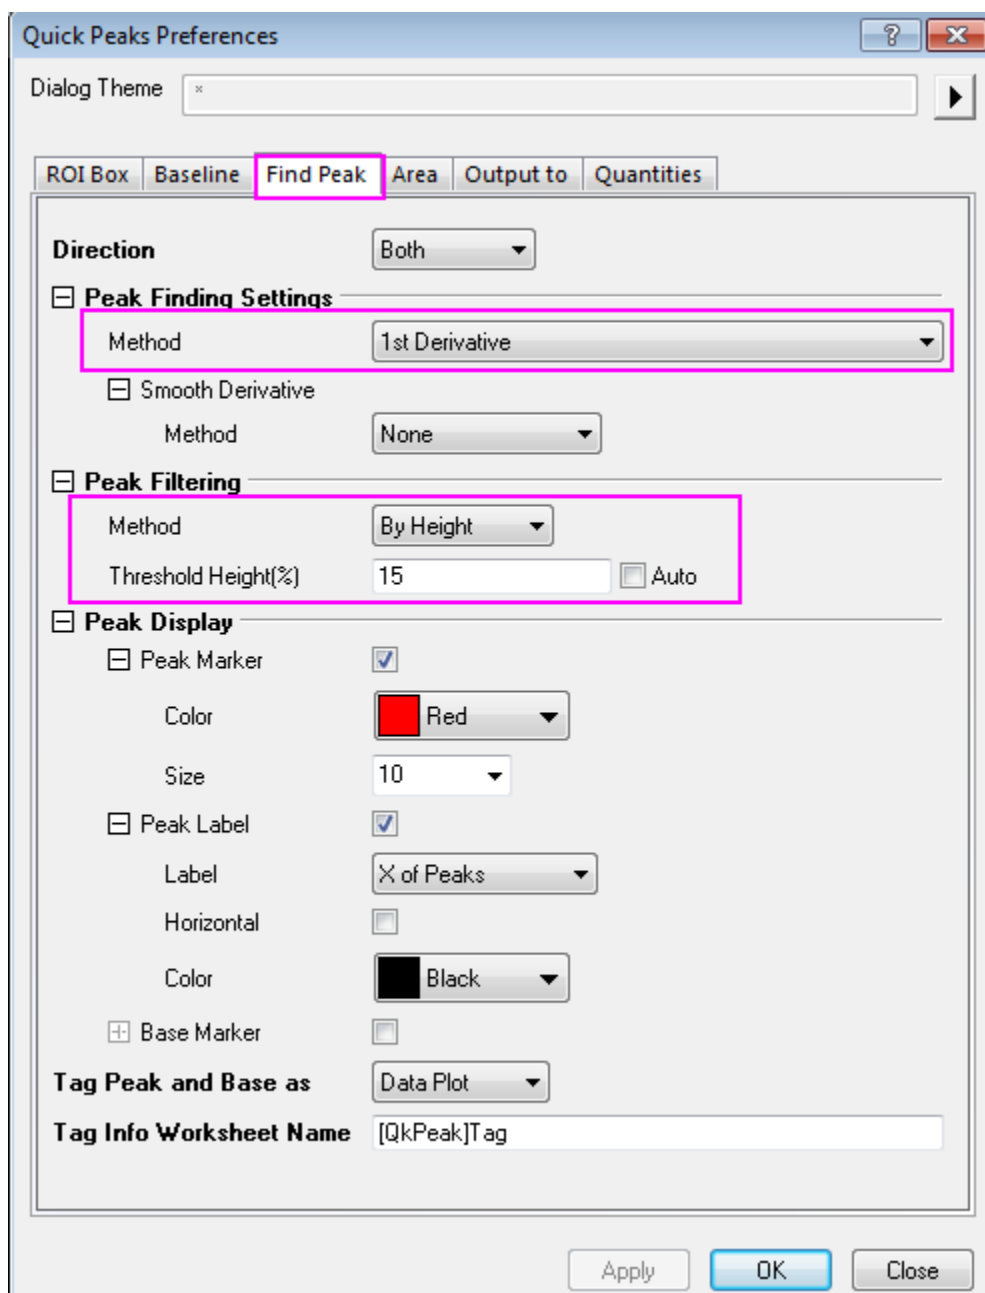 Quick Peaks Preferences
Dialog Theme *
ROI Box Baseline Find Peak Area Output to Quantities
Direction Both
Peak Finding Settings
Method 1st Derivative
Smooth Derivative
Method None
Peak Filtering
Method By Height
Threshold Height(%) 15 Auto
Peak Display
Peak Marker
Color Red
Size 10
Peak Label
Label X of Peaks
Horizontal
Color Black
Base Marker
Tag Peak and Base as Data Plot
Tag Info Worksheet Name [QkPeak]Tag
Apply OK Close